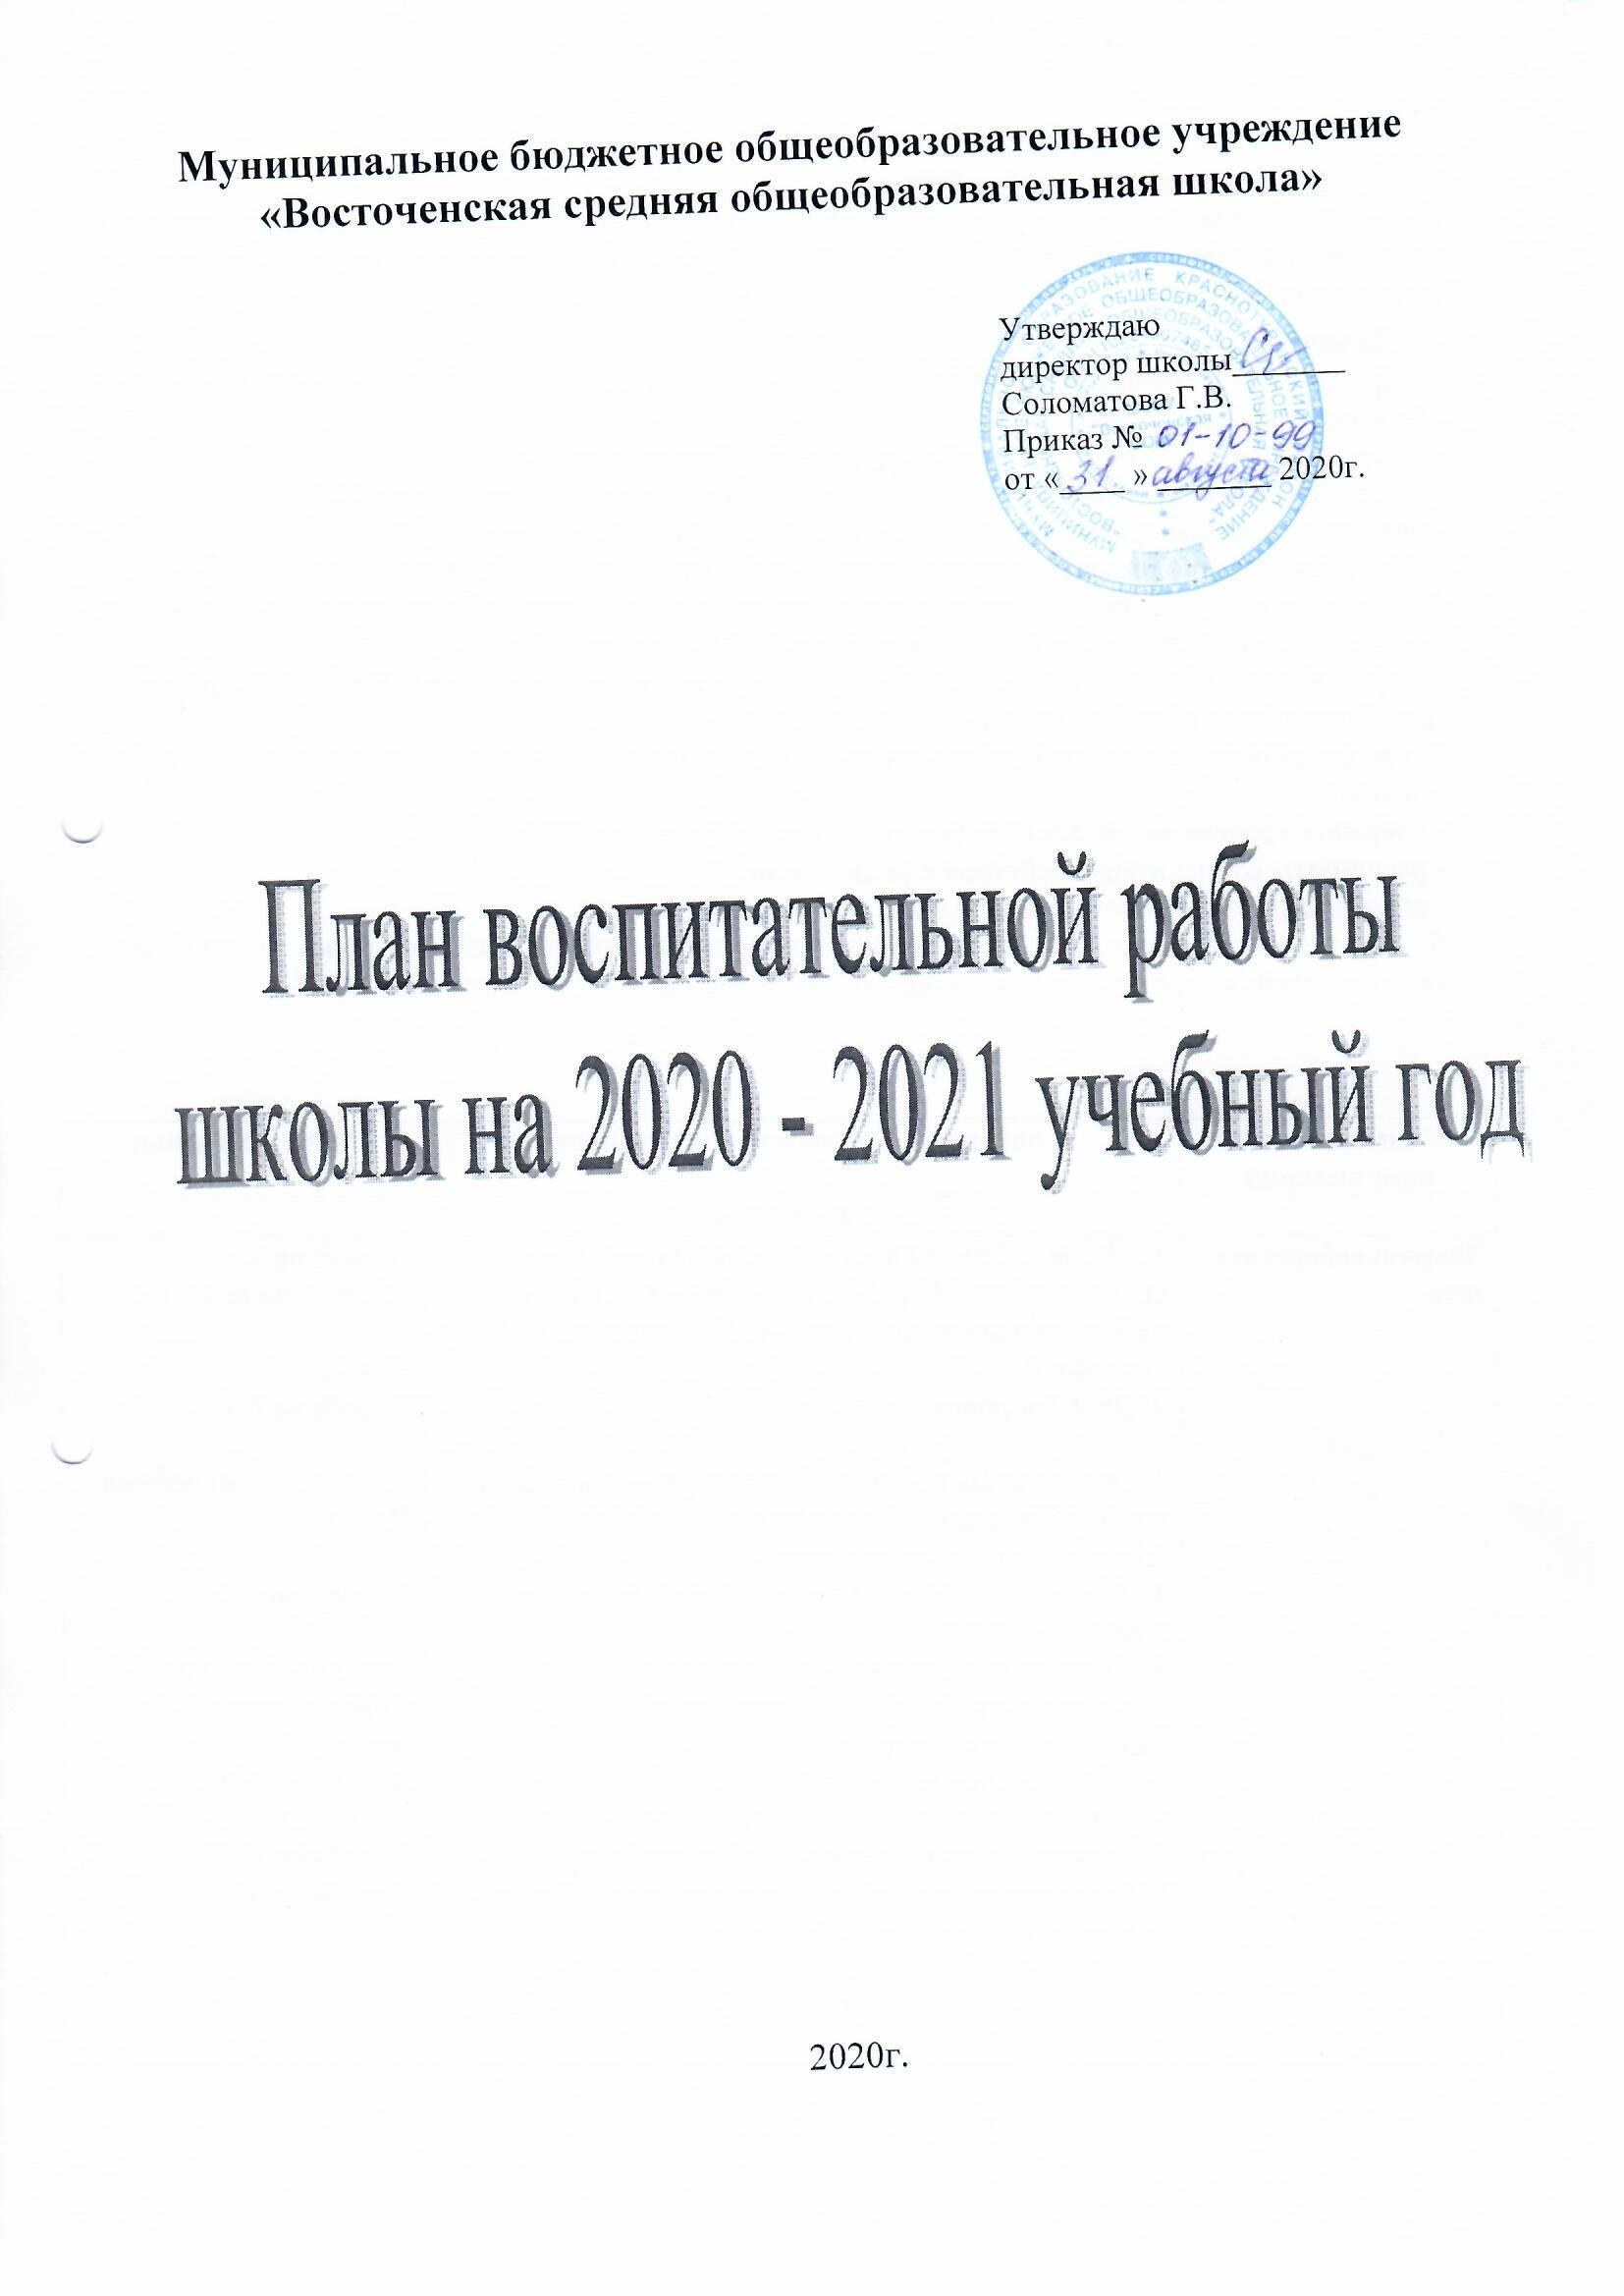 Муниципальное бюджетное общеобразовательное учреждение
«Восточенская средняя общеобразовательная школа»
Утверждаю
директор школы_______
Соломатова Г.В.
Приказ № 01-10-99
от «31» августа 2020г.
План воспитательной работы
школы на 2020 - 2021 учебный год
2020г.